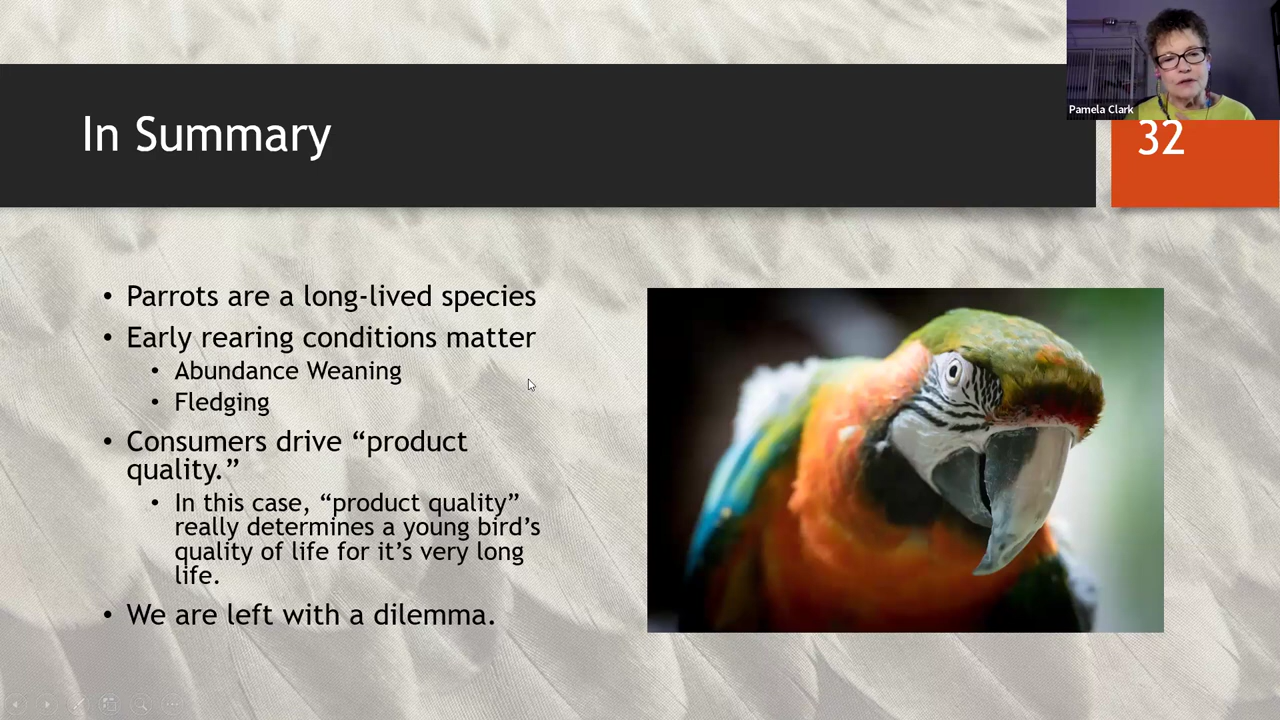 Pamela Clark
In Summary
32
• Parrots are a long-lived species
• Early rearing conditions matter
• Abundance Weaning
• Fledging
• Consumers drive “product
quality.”
• In this case, “product quality”
really determines a young bird’s
quality of life for it’s very long
life.
• We are left with a dilemma.